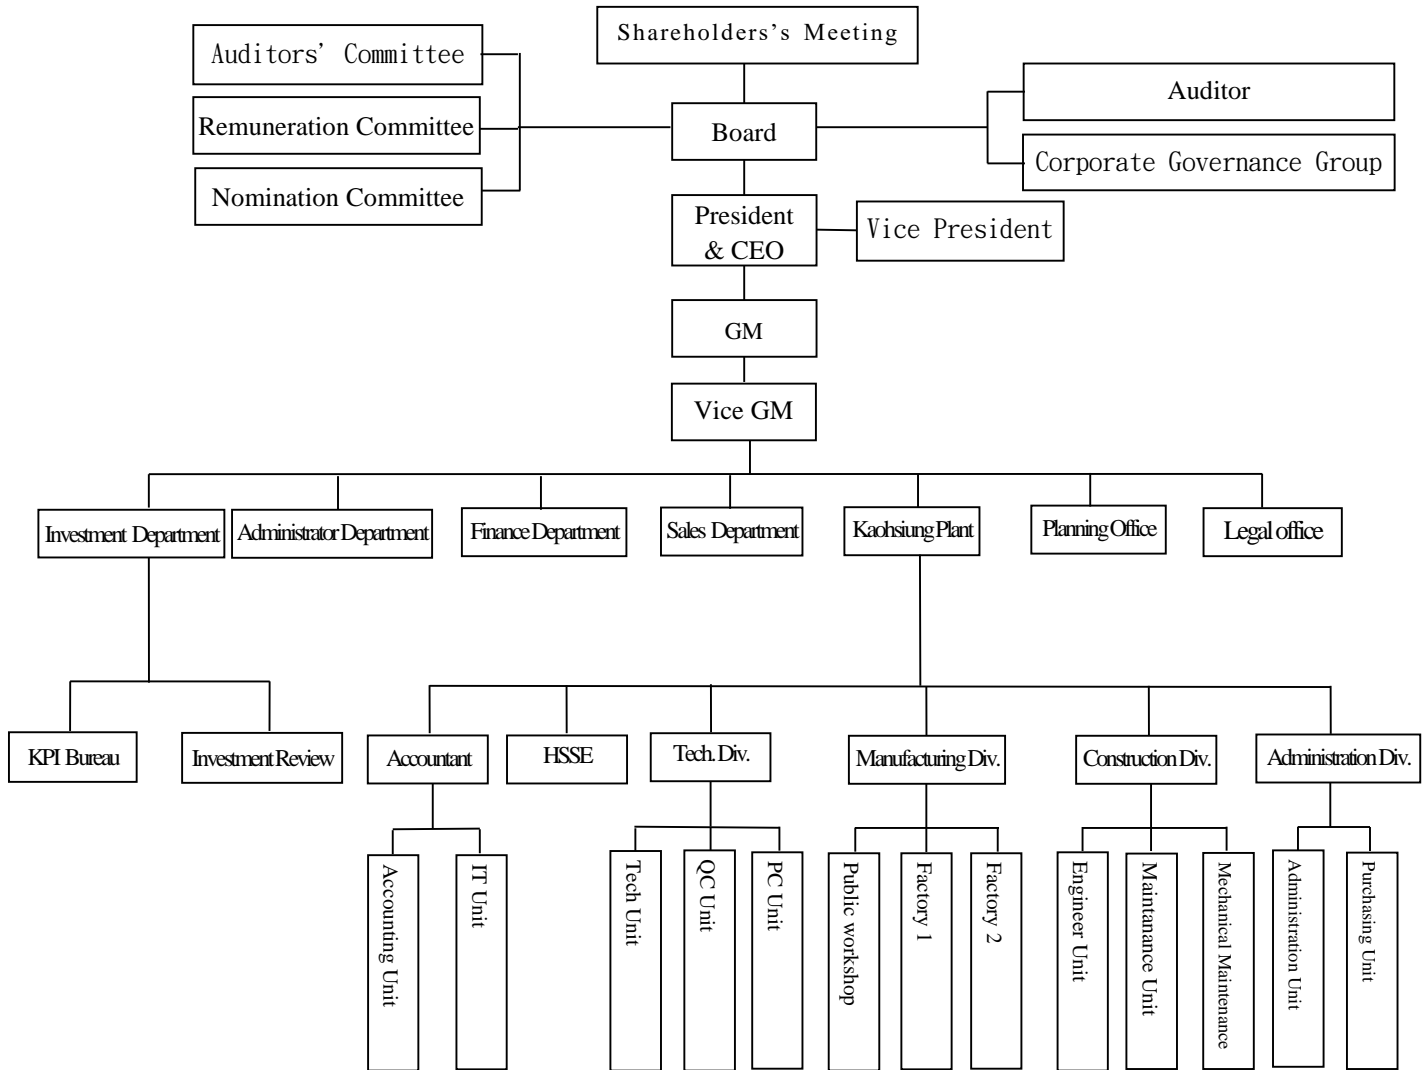 Shareholders's Meeting
Auditors' Committee
Remuneration Committee
Nomination Committee
Board
Auditor
Corporate Governance Group
President
& CEO
Vice President
GM
Vice GM
Investment Department
Administrator Department
Finance Department
Sales Department
Kaohsiung Plant
Planning Office
Legal office
KPI Bureau
Investment Review
Accountant
HSSE
Tech. Div.
Manufacturing Div.
Construction Div.
Administration Div.
Accounting Unit
IT Unit
Tech Unit
QC Unit
PC Unit
Public workshop
Factory 1
Factory 2
Engineer Unit
Maintanance Unit
Mechanical Maintenance
Administration Unit
Purchasing Unit